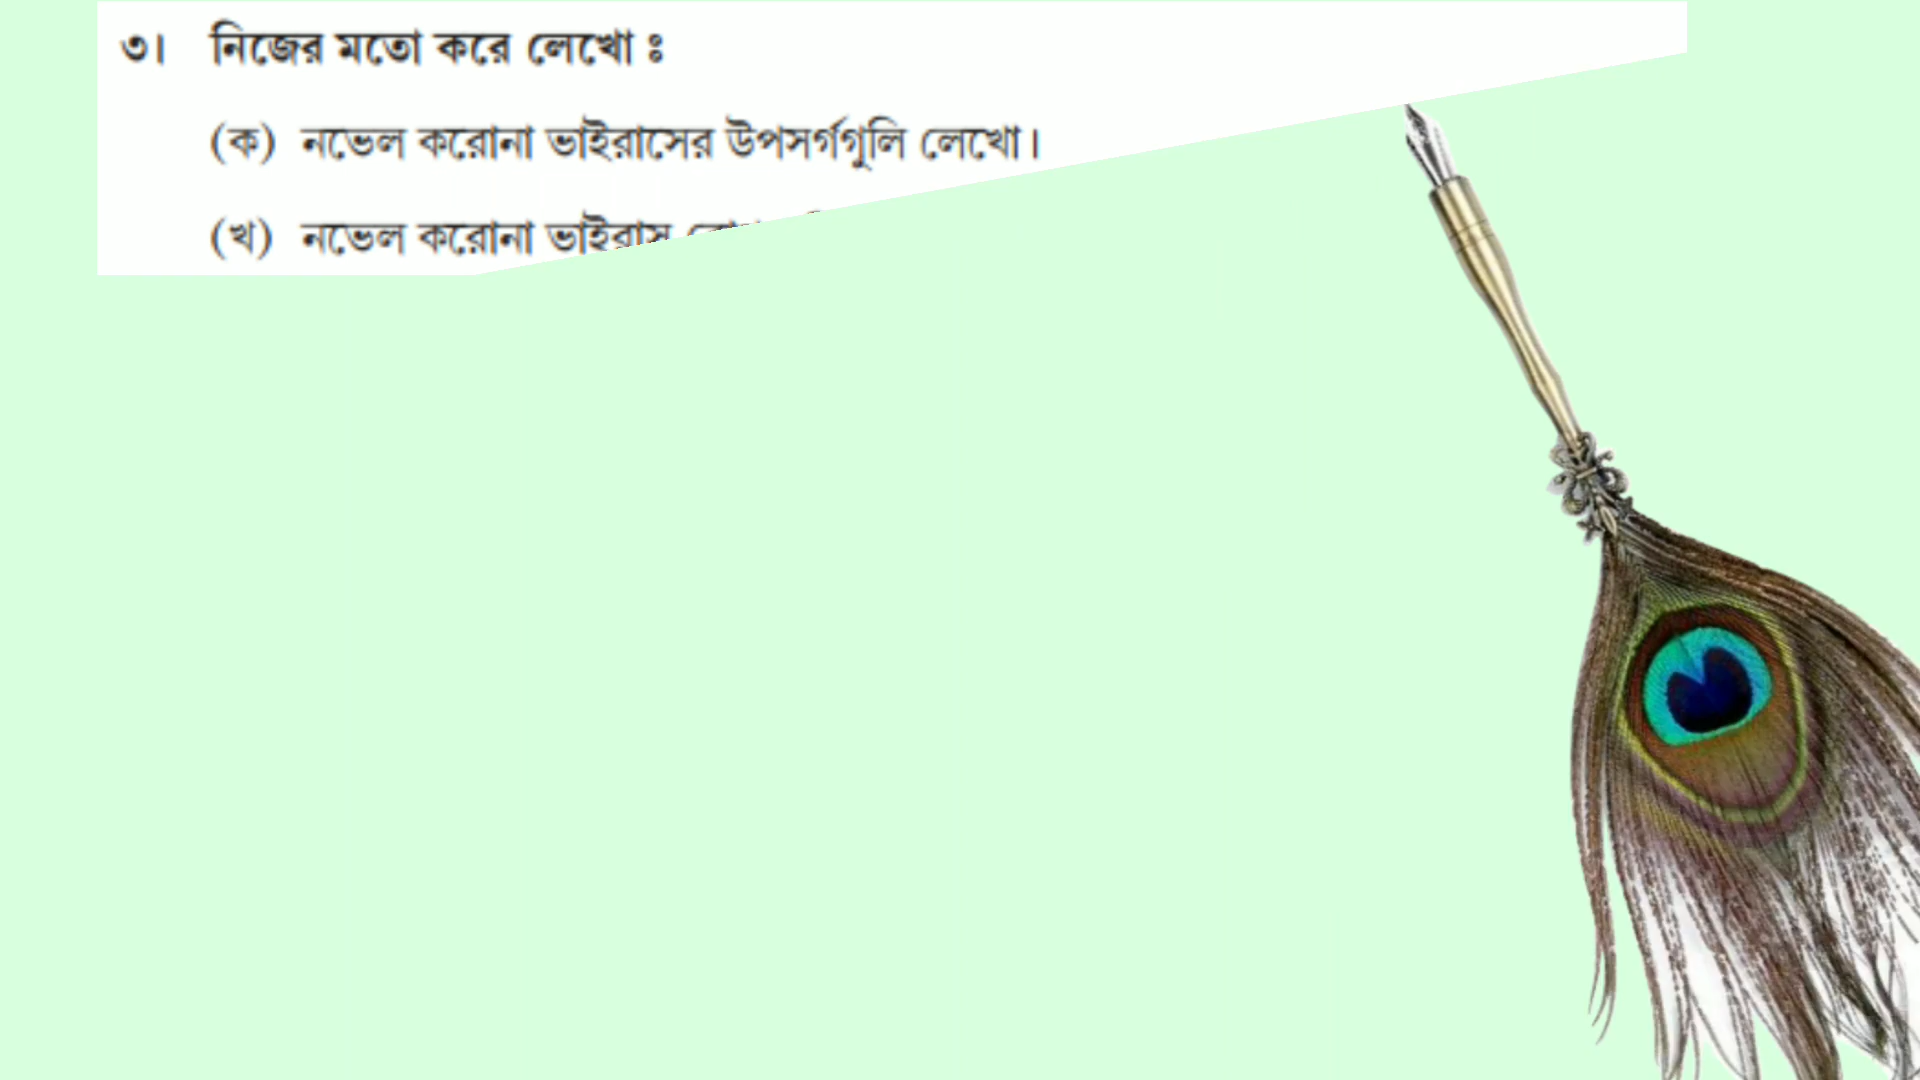 ৩। নিজের মতো করে লেখো ঃ
(ক) নভেল করোনা ভাইরাসের উপসর্গগুলি লেখো।
(খ) নভেল করোনা ভাইরাস